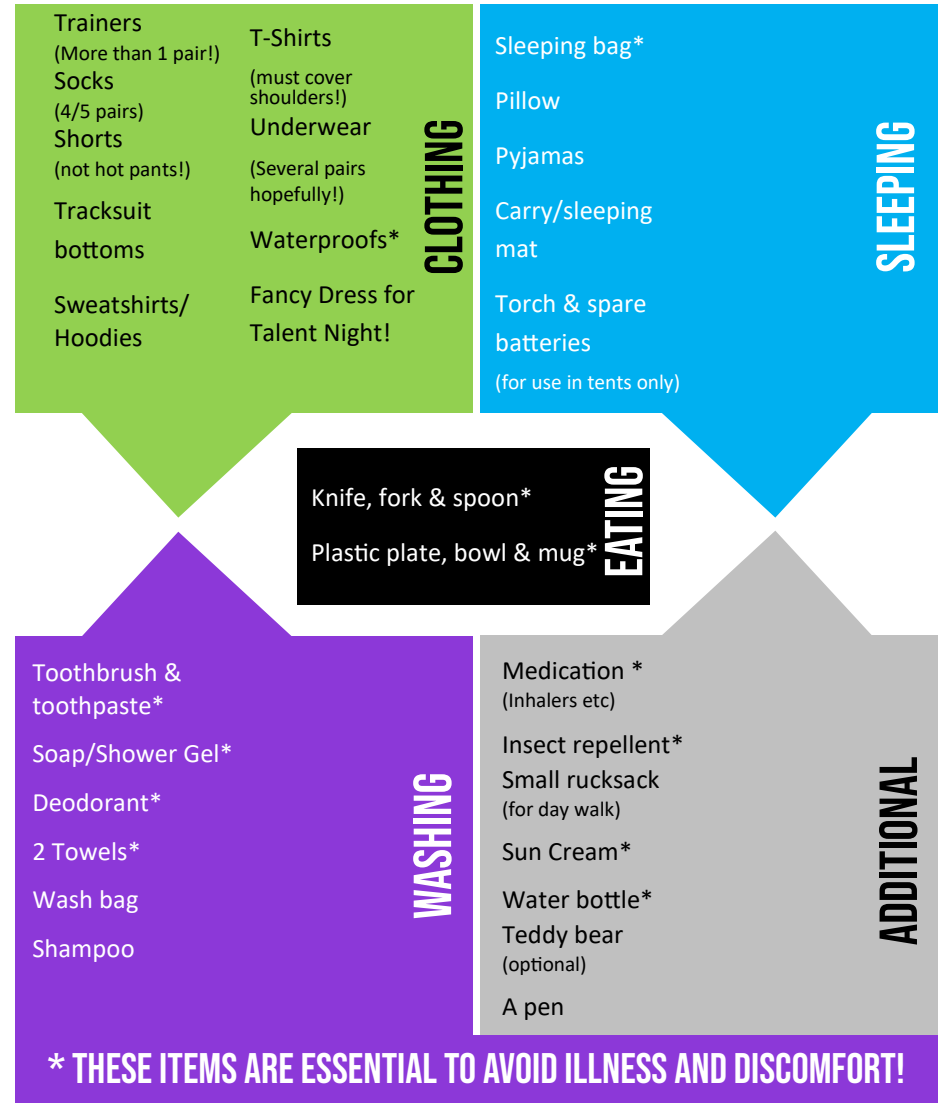 Trainers
(More than 1 pair!)
Socks
(4/5 pairs)
Shorts
(not hot pants!)
Tracksuit
bottoms
Sweatshirts/
Hoodies
T-Shirts
(must cover
shoulders!)
Underwear
(Several pairs
hopefully!)
Waterproofs*
Fancy Dress for
Talent Night!
CLOTHING
Sleeping bag*
Pillow
Pyjamas
Carry/sleeping
mat
Torch & spare
batteries
(for use in tents only)
SLEEPING
Knife, fork & spoon*
Plastic plate, bowl & mug*
EATING
Toothbrush &
toothpaste*
Soap/Shower Gel*
Deodorant*
2 Towels*
Wash bag
Shampoo
WASHING
Medication *
(Inhalers etc)
Insect repellent*
Small rucksack
(for day walk)
Sun Cream*
Water bottle*
Teddy bear
(optional)
A pen
ADDITIONAL
* THESE ITEMS ARE ESSENTIAL TO AVOID ILLNESS AND DISCOMFORT!